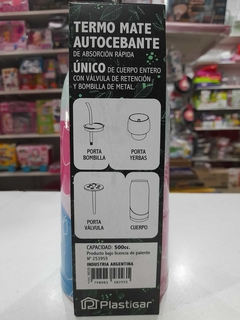 TERMO MATE
AUTOCEBANTE
DE ABSORCIÓN RÁPIDA
ÚNICO DE CUERPO ENTERO
CON VÁLVULA DE RETENCIÓN
Y BOMBILLA DE METAL.
PORTA
BOMBILLA
PORTA
YERBAS
PORTA
VÁLVULA
CUERPO
CAPACIDAD: 500cc.
Producto bajo licencia de patente
N° 255955
INDUSTRIA ARGENTINA
Plastigar